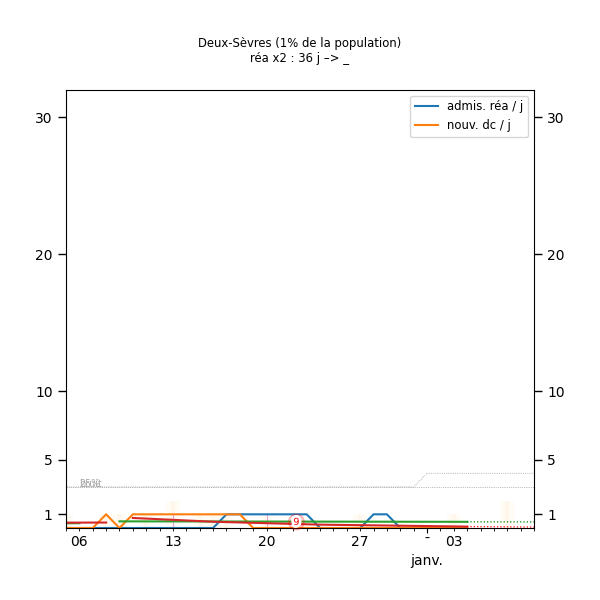 Deux-Sèvres (1% de la population)
réa x2 : 36 j –> _
admis. réa / j
nouv. dc / j
30 30
20 20
10 10
5 5
1 1
9
06 13 20 27 - 03
janv.